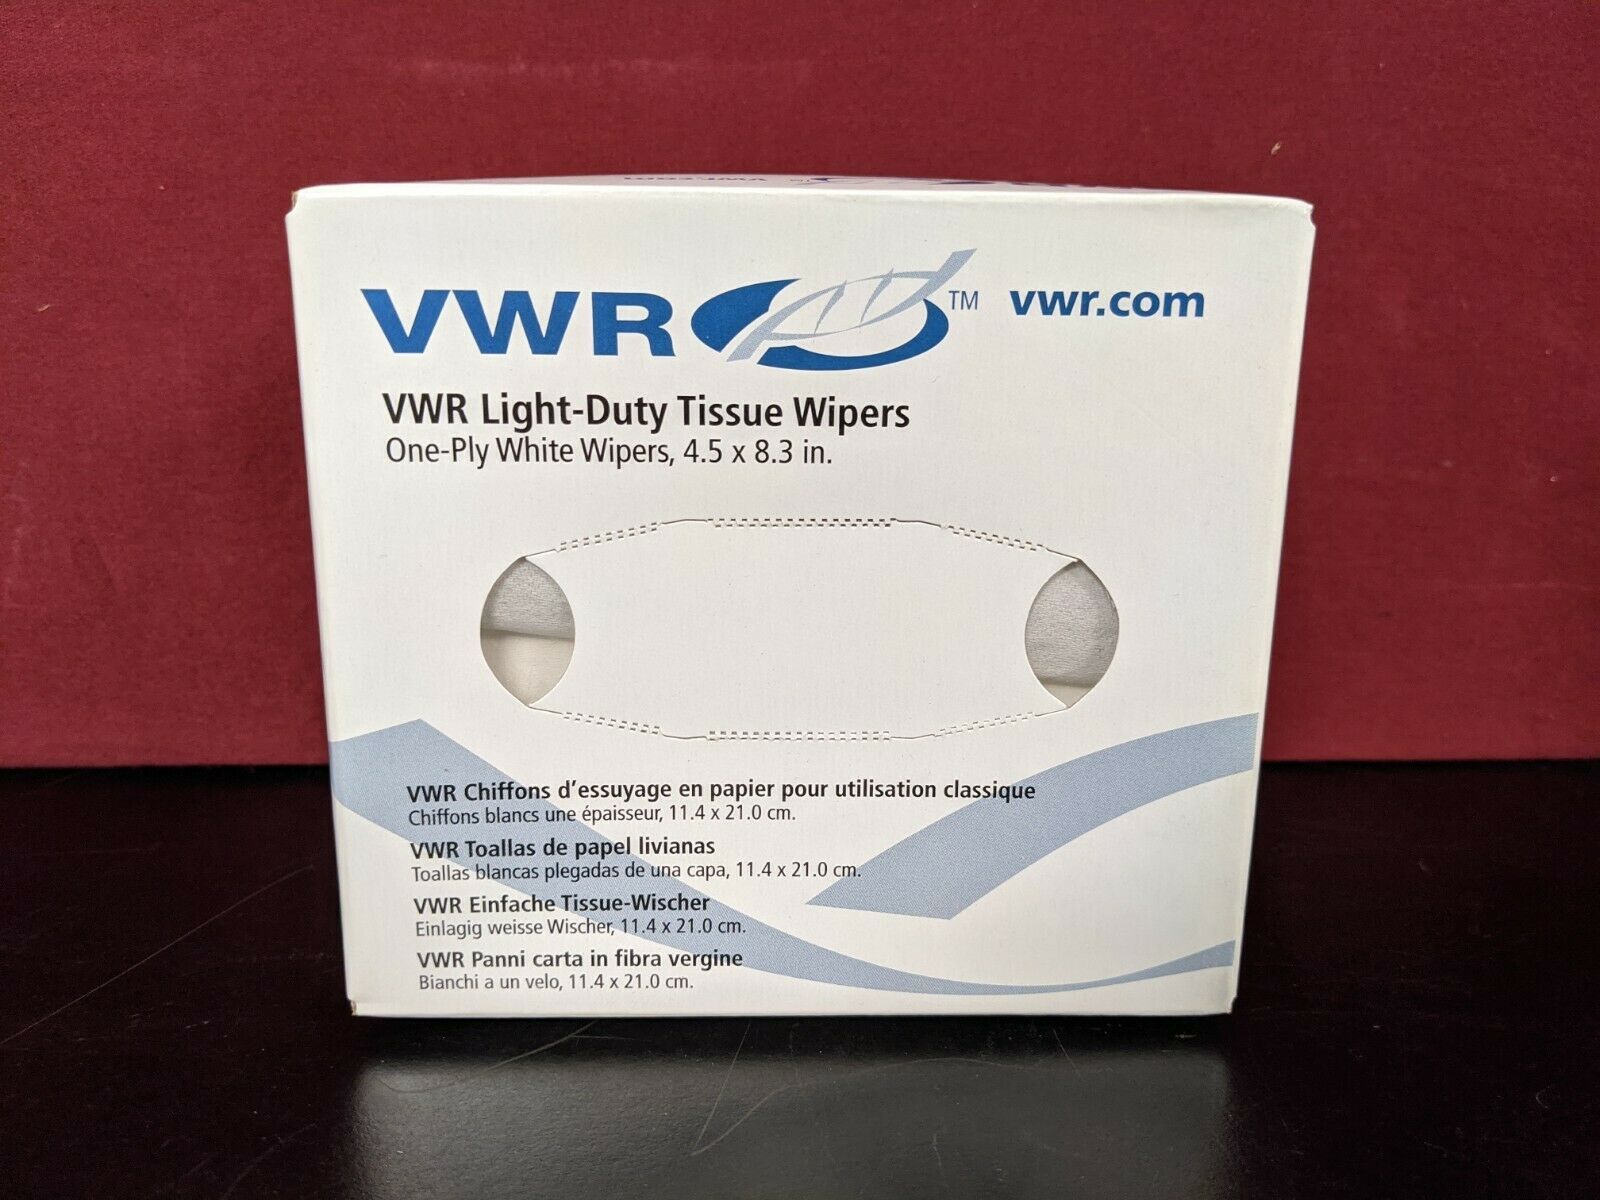 VWR TM vwr.com
VWR Light-Duty Tissue Wipers
One-Ply White Wipers, 4.5 x 8.3 in.
VWR Chiffons d'essuyage en papier pour utilisation classique
Chiffons blancs une épaisseur, 11.4 x 21.0 cm.
VWR Toallas de papel livianas
Toallas blancas plegadas de una capa, 11.4 x 21.0 cm.
VWR Einfache Tissue-Wischer
Einlagig weisse Wischer, 11.4 x 21.0 cm.
VWR Panni carta in fibra vergine
Bianchi a un velo, 11.4 x 21.0 cm.